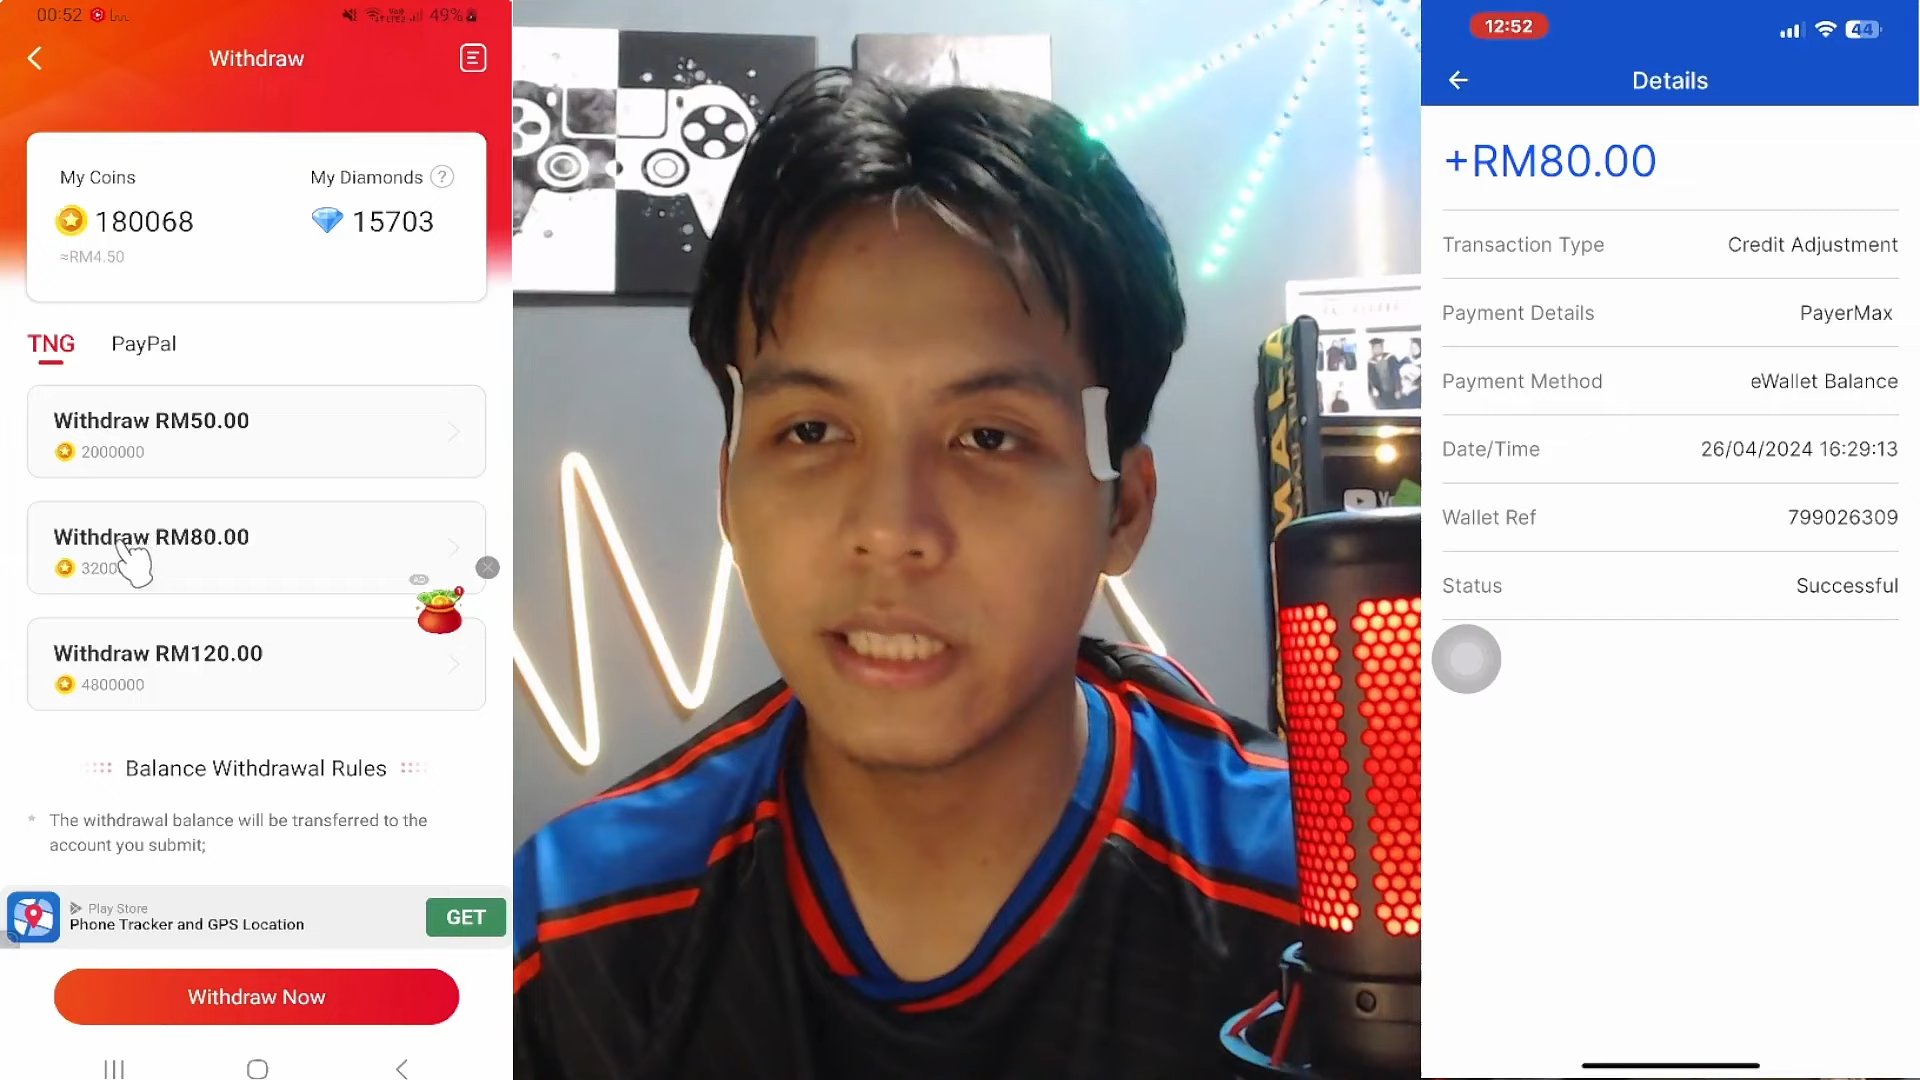 00:52
49%
Withdraw
My Coins
My Diamonds ?
180068
15703
≈RM4.50
TNG
PayPal
Withdraw RM50.00
2000000
Withdraw RM80.00
3200
AD
Withdraw RM120.00
4800000
Balance Withdrawal Rules
* The withdrawal balance will be transferred to the
account you submit;
Play Store
Phone Tracker and GPS Location
GET
Withdraw Now
12:52
44
Details
+RM80.00
Transaction Type
Credit Adjustment
Payment Details
PayerMax
Payment Method
eWallet Balance
Date/Time
26/04/2024 16:29:13
Wallet Ref
799026309
Status
Successful